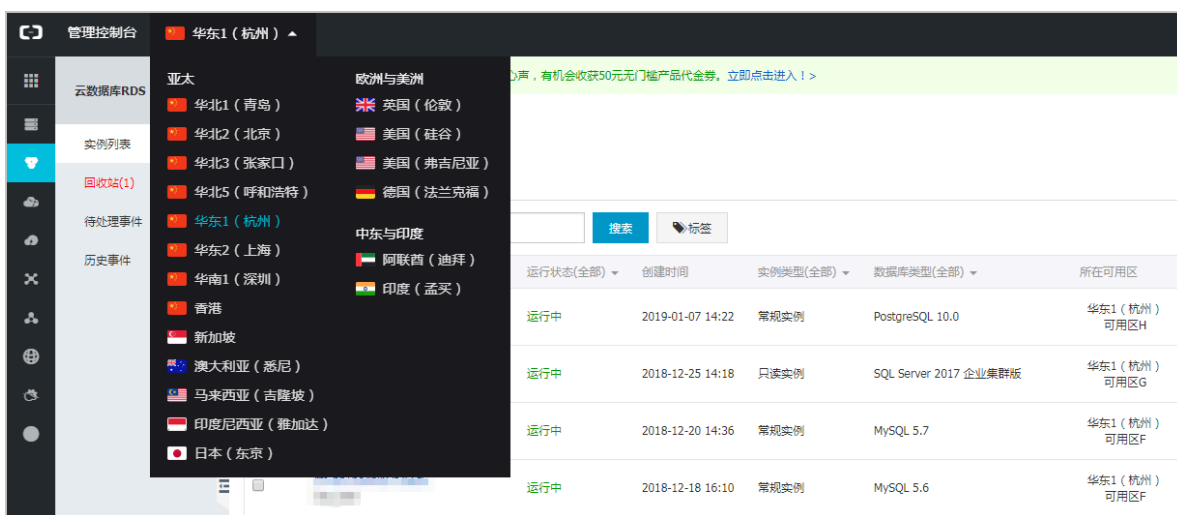 管理控制台
华东1 ( 杭州 )
云数据库RDS
实例列表
回收站(1)
待处理事件
历史事件
亚太
华北1 ( 青岛 )
华北2 ( 北京 )
华北3 ( 张家口 )
华北5 ( 呼和浩特 )
华东1 ( 杭州 )
华东2 ( 上海 )
华南1 ( 深圳 )
香港
新加坡
澳大利亚 ( 悉尼 )
马来西亚 ( 吉隆坡 )
印度尼西亚 ( 雅加达 )
日本 ( 东京 )
欧洲与美洲
英国 ( 伦敦 )
美国 ( 硅谷 )
美国 ( 弗吉尼亚 )
德国 ( 法兰克福 )
中东与印度
阿联酋 ( 迪拜 )
印度 ( 孟买 )
声，有机会收获50元无门槛产品代金券。立即点击进入！>
搜索
标签
运行状态(全部) 创建时间 实例类型(全部) 数据库类型(全部) 所在可用区
运行中 2019-01-07 14:22 常规实例 PostgreSQL 10.0 华东1 ( 杭州 )
可用区H
运行中 2018-12-25 14:18 只读实例 SQL Server 2017 企业集群版 华东1 ( 杭州 )
可用区G
运行中 2018-12-20 14:36 常规实例 MySQL 5.7 华东1 ( 杭州 )
可用区F
运行中 2018-12-18 16:10 常规实例 MySQL 5.6 华东1 ( 杭州 )
可用区F